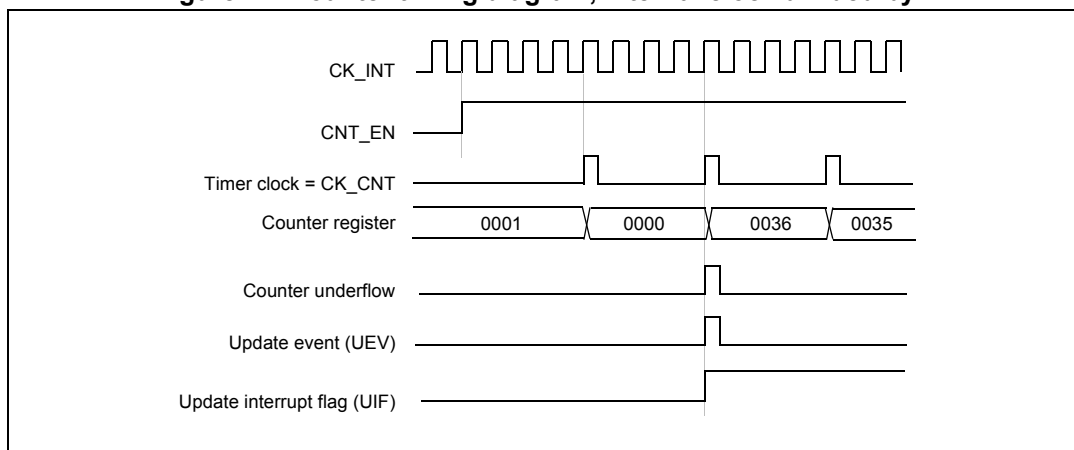 CK_INT
CNT_EN
Timer clock = CK_CNT
Counter register 0001 0000 0036 0035
Counter underflow
Update event (UEV)
Update interrupt flag (UIF)